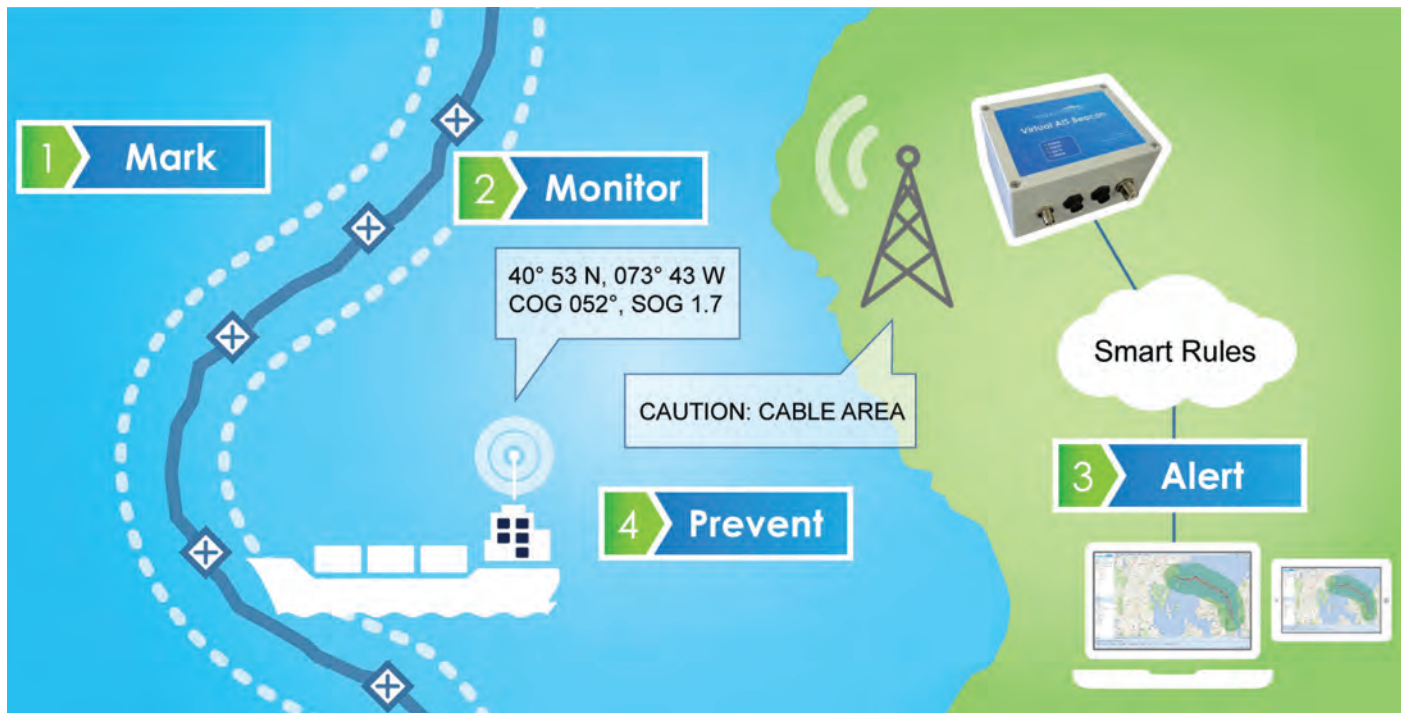 1 Mark
2 Monitor
40° 53 N, 073° 43 W
COG 052°, SOG 1.7
Virtual AIS Beacon
Smart Rules
CAUTION: CABLE AREA
3 Alert
4 Prevent